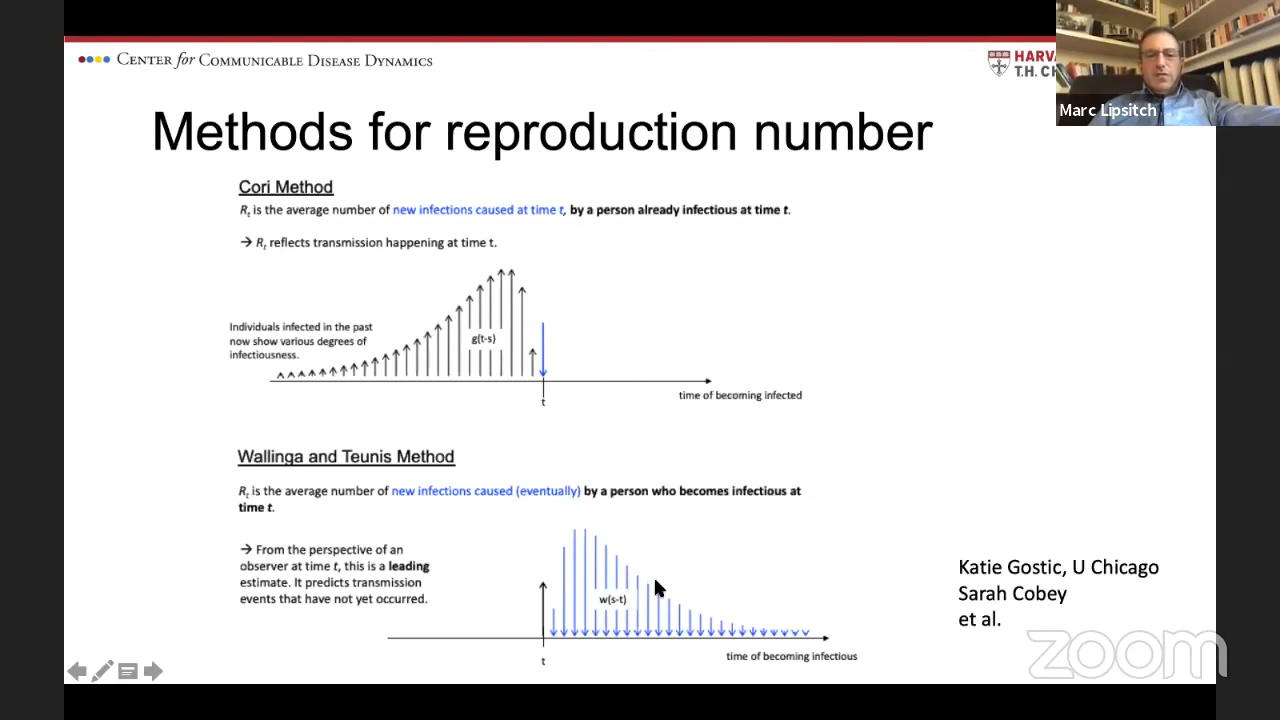 CENTER for COMMUNICABLE DISEASE DYNAMICS
HARVA
T.H. CH
Marc Lipsitch
Methods for reproduction number
Cori Method
Rt is the average number of new infections caused at time t, by a person already infectious at time t.
→ Rt reflects transmission happening at time t.
Individuals infected in the past
now show various degrees of
infectiousness.
g(t-s)
t
time of becoming infected
Wallinga and Teunis Method
Rt is the average number of new infections caused (eventually) by a person who becomes infectious at
time t.
→ From the perspective of an
observer at time t, this is a leading
estimate. It predicts transmission
events that have not yet occurred.
w(s-t)
t
time of becoming infectious
Katie Gostic, U Chicago
Sarah Cobey
et al.
zoom